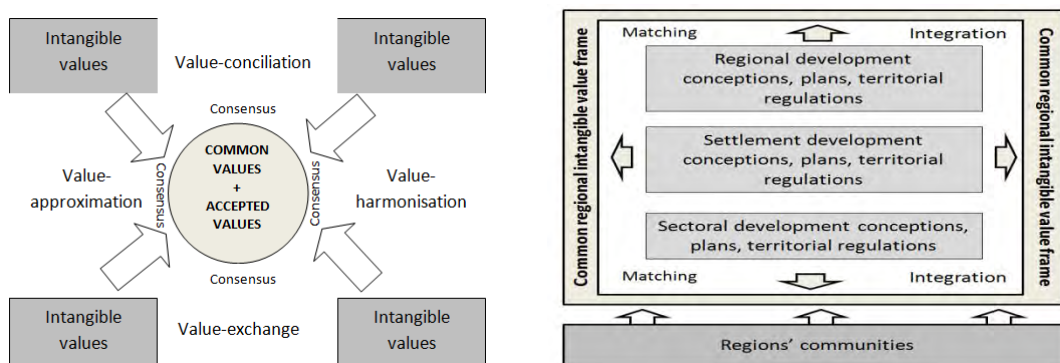 Intangible
values
Value-conciliation
Intangible
values
Consensus
Value-
approximation
Consensus
COMMON
VALUES
+
ACCEPTED
VALUES
Consensus
Value-
harmonisation
Consensus
Intangible
values
Value-exchange
Intangible
values
Common regional intangible value frame
Matching
Integration
Regional development
conceptions, plans, territorial
regulations
Settlement development
conceptions, plans, territorial
regulations
Sectoral development conceptions,
plans, territorial regulations
Matching
Integration
Common regional intangible value frame
Regions' communities